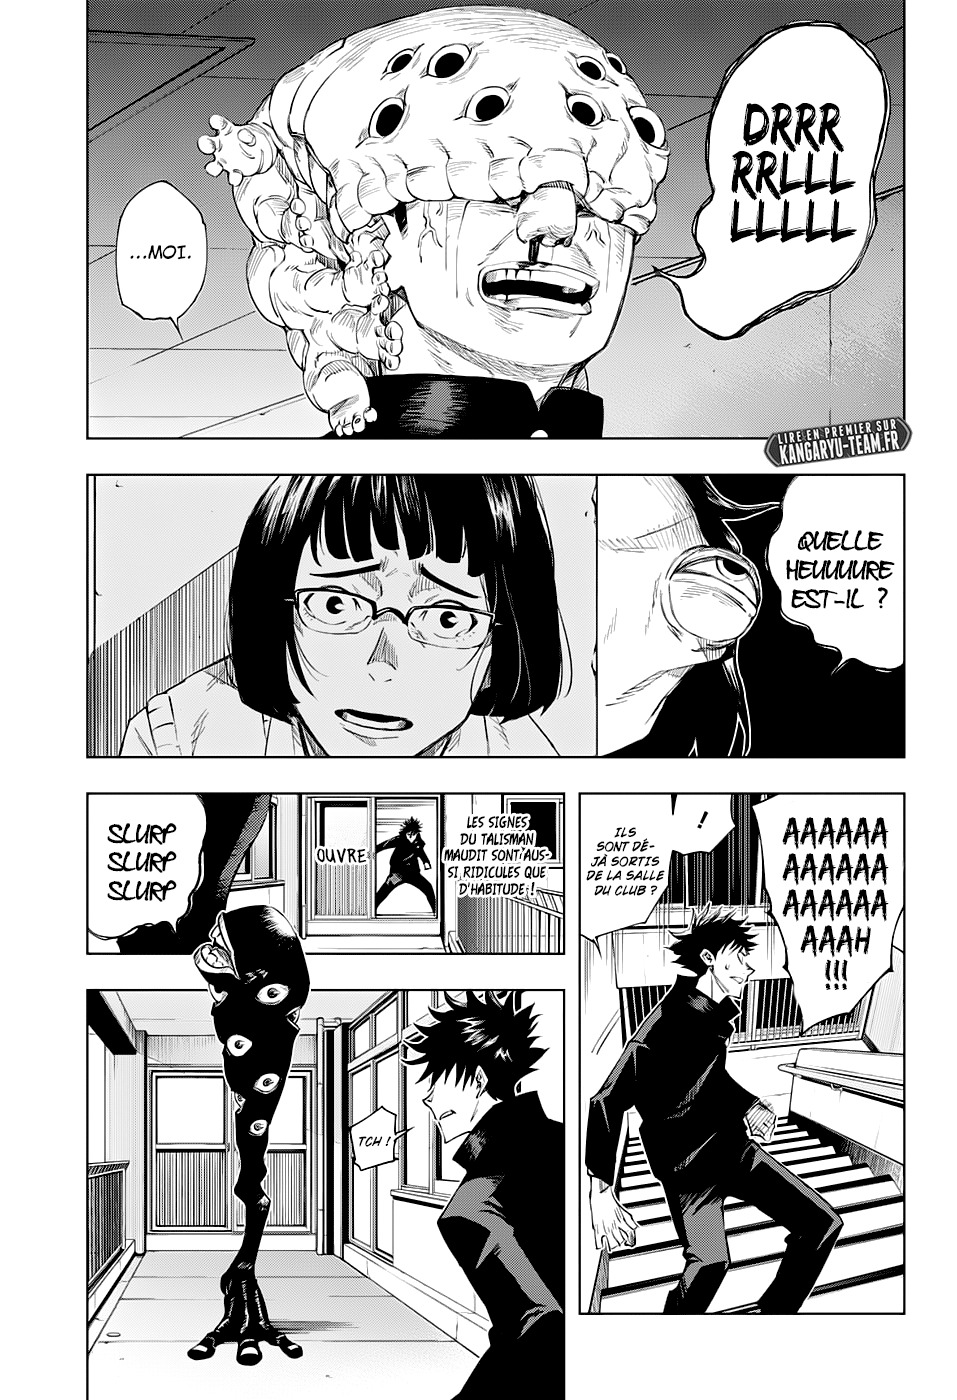 DRRR
RRLLL
LLLLL
...MOI.
LIRE EN PREMIER SUR
KANGARYU-TEAM.FR
QUELLE
HEUUUURE
EST-IL ?
AAAAAA
AAAAAA
AAAAAA
AAAH
!!!
!
ILS
SONT DÉ-
JÀ SORTIS
DE LA SALLE
DU CLUB ?
LES SIGNES
DU TALISMAN
MAUDIT SONT AUS-
SI RIDICULES QUE
D'HABITUDE !
OUVRE
SLURP
SLURP
SLURP
TCH !